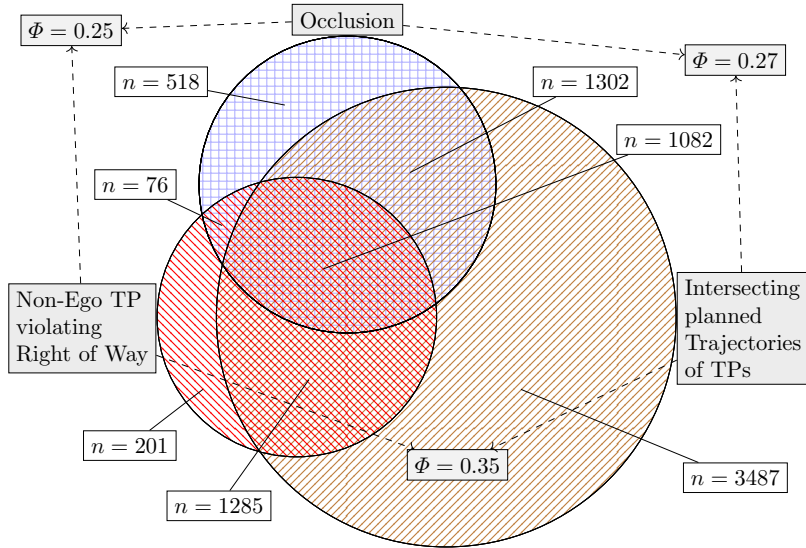 Occlusion
Φ = 0.25
Φ = 0.27
n = 518
n = 1302
n = 1082
n = 76
Non-Ego TP
violating
Right of Way
Intersecting
planned
Trajectories
of TPs
n = 201
Φ = 0.35
n = 3487
n = 1285